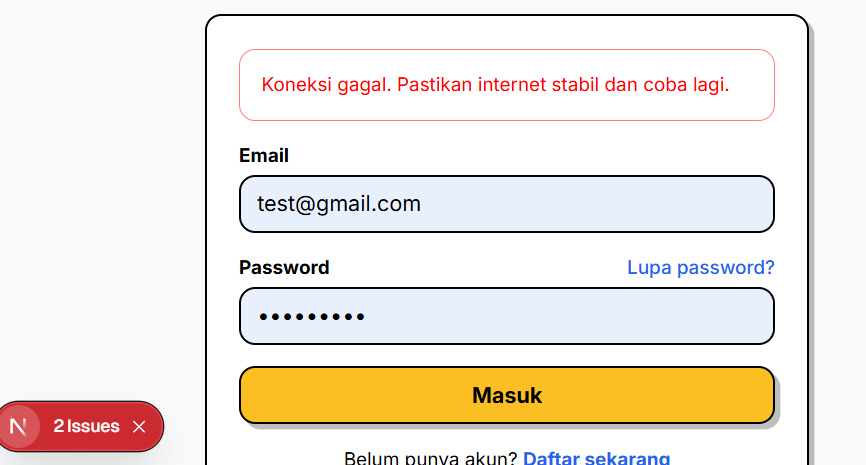 Koneksi gagal. Pastikan internet stabil dan coba lagi.
Email
test@gmail.com
Password Lupa password?
•••••••••
Masuk
N 2 Issues ×
Belum punya akun? Daftar sekarang